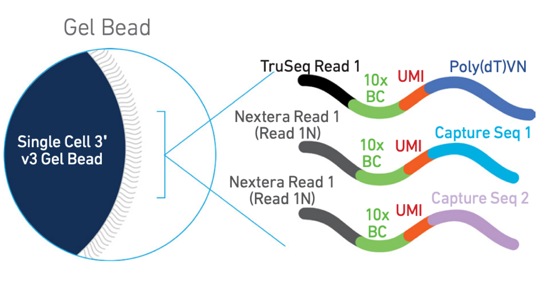 Gel Bead
Single Cell 3'
v3 Gel Bead
TruSeq Read 1
10x
BC
UMI
Poly(dT)VN
Nextera Read 1
(Read 1N)
10x
BC
UMI
Capture Seq 1
Nextera Read 1
(Read 1N)
10x
BC
UMI
Capture Seq 2